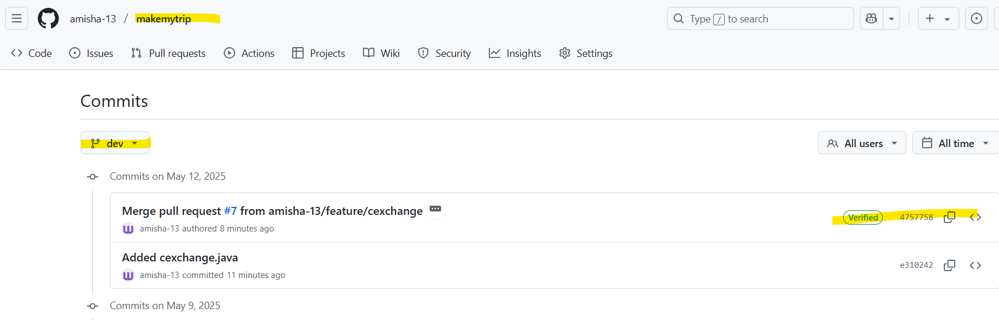 amisha-13 / makemytrip
Type / to search
Code Issues Pull requests Actions Projects Wiki Security Insights Settings
Commits
dev
All users All time
Commits on May 12, 2025
Merge pull request #7 from amisha-13/feature/cexchange
Verified 4757758
amisha-13 authored 8 minutes ago
Added cexchange.java
e310242
amisha-13 committed 11 minutes ago
Commits on May 9, 2025